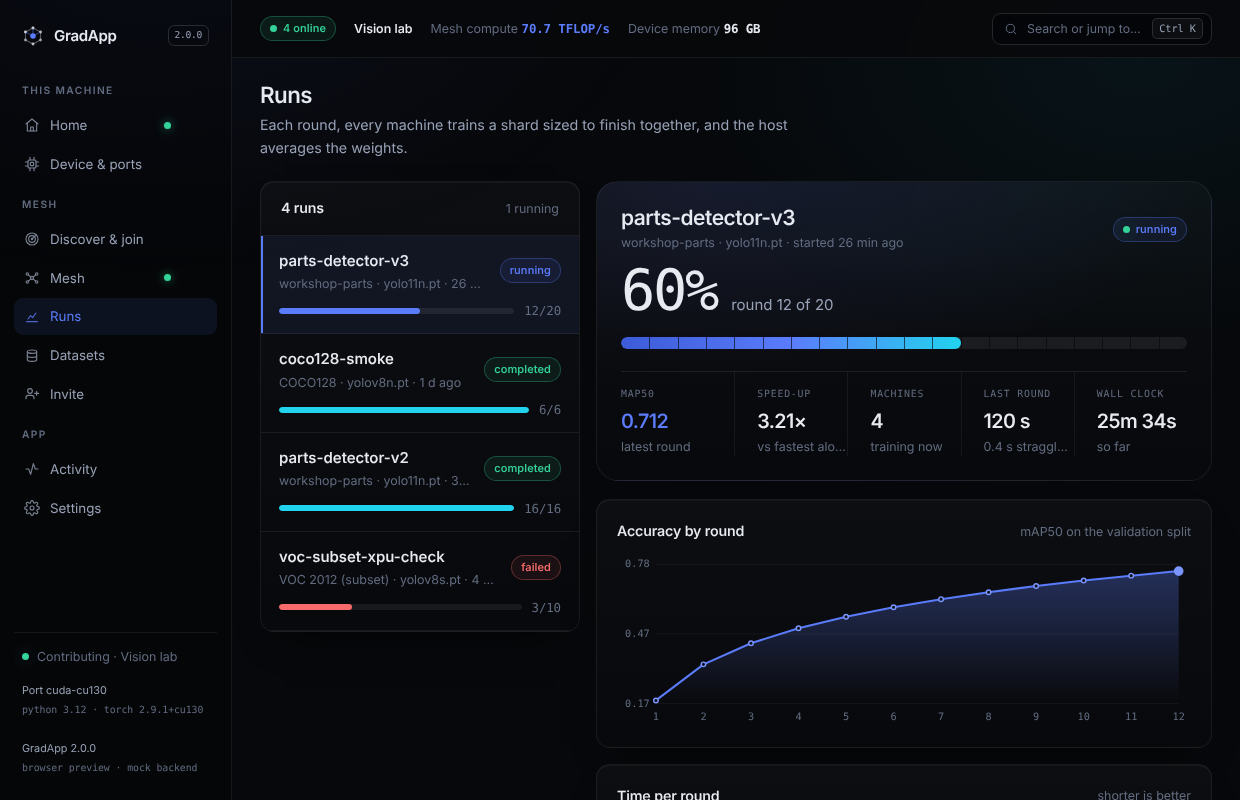 GradApp
2.0.0
THIS MACHINE
Home
Device & ports
MESH
Discover & join
Mesh
Runs
Datasets
Invite
APP
Activity
Settings
Contributing · Vision lab
Port cuda-cu130
python 3.12 · torch 2.9.1+cu130
GradApp 2.0.0
browser preview · mock backend
4 online
Vision lab
Mesh compute 70.7 TFLOP/s
Device memory 96 GB
Search or jump to...
Ctrl K
Runs
Each round, every machine trains a shard sized to finish together, and the host
averages the weights.
4 runs
1 running
parts-detector-v3
workshop-parts · yolo11n.pt · 26 ...
running
12/20
coco128-smoke
COCO128 · yolov8n.pt · 1 d ago
completed
6/6
parts-detector-v2
workshop-parts · yolo11n.pt · 3...
completed
16/16
voc-subset-xpu-check
VOC 2012 (subset) · yolov8s.pt · 4 ...
failed
3/10
parts-detector-v3
workshop-parts · yolo11n.pt · started 26 min ago
running
60%
round 12 of 20
MAP50
0.712
latest round
SPEED-UP
3.21×
vs fastest alo...
MACHINES
4
training now
LAST ROUND
120 s
0.4 s straggl...
WALL CLOCK
25m 34s
so far
Accuracy by round
mAP50 on the validation split
0.78
0.47
0.17
1 2 3 4 5 6 7 8 9 10 11 12
Time per round
shorter is better